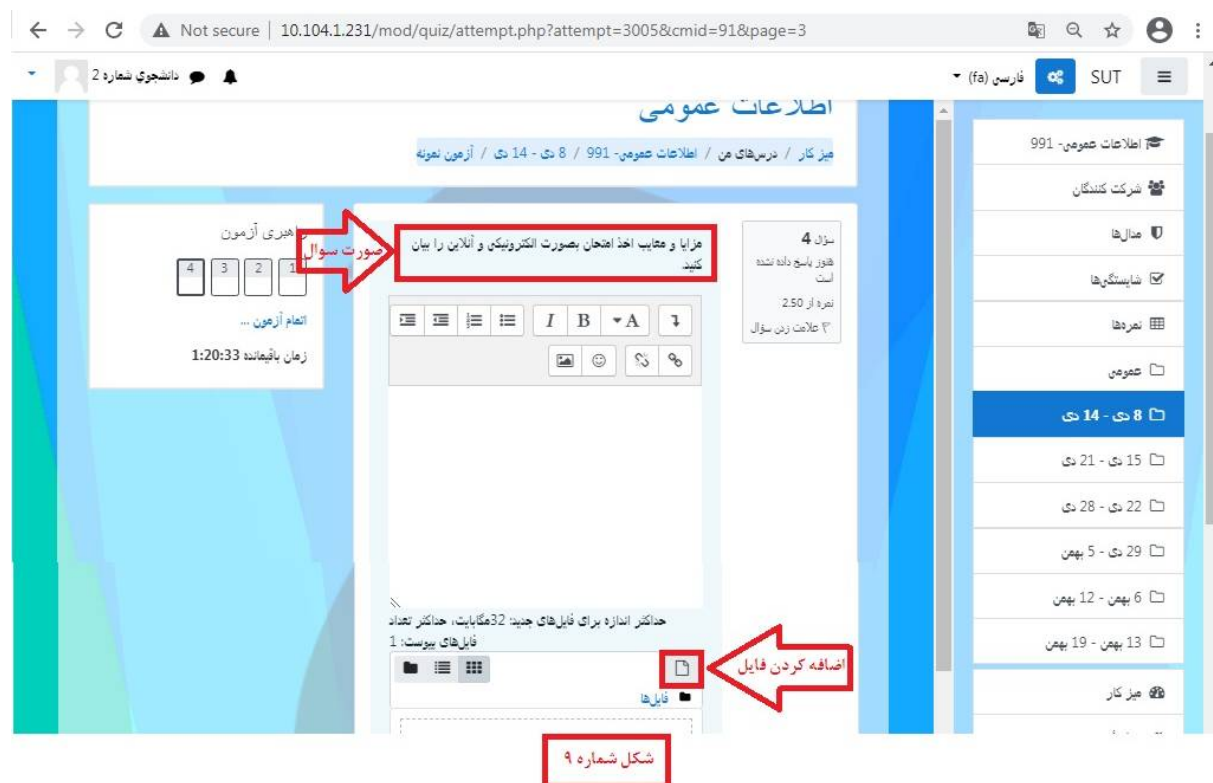 Not secure | 10.104.1.231/mod/quiz/attempt.php?attempt=3005&cmid=91&page=3
SUT فارسی ‎(fa)‎
دانشجوي شماره 2
اطلاعات عمومی
میز کار / درس‌های من / اطلاعات عمومی- 991 / 8 دی - 14 دی / آزمون نمونه
اطلاعات عمومی- 991
شرکت کنندگان
مدال‌ها
شایستگی‌ها
نمره‌ها
عمومی
8 دی - 14 دی
15 دی - 21 دی
22 دی - 28 دی
29 دی - 5 بهمن
6 بهمن - 12 بهمن
13 بهمن - 19 بهمن
میز کار
سؤال 4
هنوز پاسخ داده نشده
است
نمره از 2.50
علامت زدن سؤال
مزایا و معایب اخذ امتحان بصورت الکترونیکی و آنلاین را بیان
کنید.
صورت سوال
A B I
حداکثر اندازه برای فایل‌های جدید: 32مگابایت، حداکثر تعداد
فایل‌های پیوست: 1
اضافه کردن فایل
فایل‌ها
راهبری آزمون
1 2 3 4
اتمام آزمون ...
زمان باقیمانده 1:20:33
شکل شماره ۹